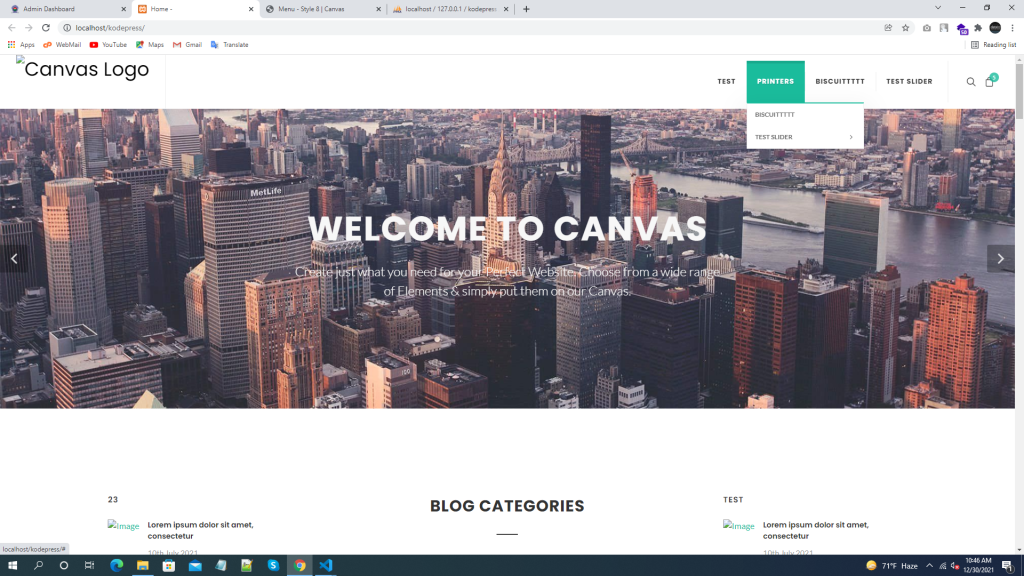 Admin Dashboard
Home -
Menu - Style 8 | Canvas
localhost / 127.0.0.1 / kodepress
localhost/kodepress/
Apps
WebMail
YouTube
Maps
Gmail
Translate
Reading list
Canvas Logo
TEST
PRINTERS
BISCUITTTTT
TEST SLIDER
5
BISCUITTTTT
TEST SLIDER
MetLife
WELCOME TO CANVAS
Create just what you need for your Perfect Website. Choose from a wide range
of Elements & simply put them on our Canvas.
23
BLOG CATEGORIES
TEST
Image
Lorem ipsum dolor sit amet,
consectetur
10th July 2021
Image
Lorem ipsum dolor sit amet,
consectetur
10th July 2021
localhost/kodepress/#
71°F Haze
10:46 AM
12/30/2021